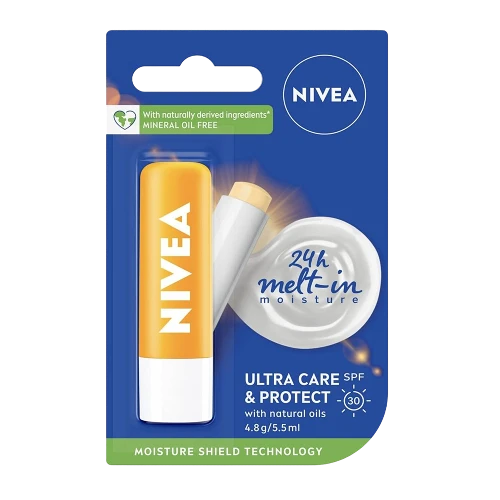 NIVEA
With naturally derived ingredients*
MINERAL OIL FREE
NIVEA
24h
melt-in
moisture
ULTRA CARE SPF
& PROTECT 30
with natural oils
4.8g/5.5ml
MOISTURE SHIELD TECHNOLOGY